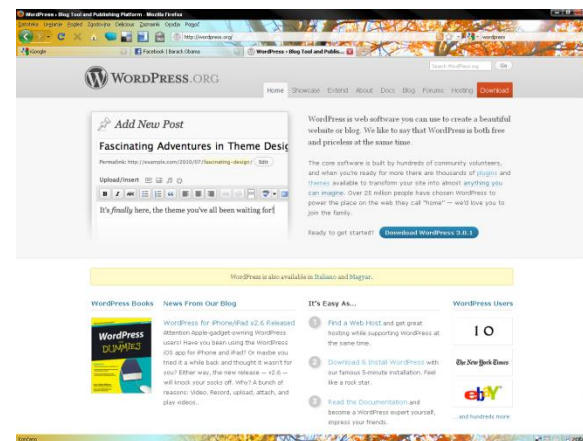 WordPress › Blog Tool and Publishing Platform - Mozilla Firefox
http://wordpress.org/
wordpress
Google
Facebook | Barack Obama
WordPress › Blog Tool and Public...
WORDPRESS.ORG
Search WordPress.org
Go
Home Showcase Extend About Docs Blog Forums Hosting Download
Add New Post
Fascinating Adventures in Theme Desig
Permalink: http://example.com/2010/07/fascinating-design/ Edit
Upload/Insert
B I ABC
It's finally here, the theme you've all been waiting for!
WordPress is web software you can use to create a beautiful
website or blog. We like to say that WordPress is both free
and priceless at the same time.
The core software is built by hundreds of community volunteers,
and when you're ready for more there are thousands of plugins and
themes available to transform your site into almost anything you
can imagine. Over 25 million people have chosen WordPress to
power the place on the web they call "home" — we'd love you to
join the family.
Ready to get started? Download WordPress 3.0.1
WordPress is also available in Italiano and Magyar.
WordPress Books
WordPress
DUMMIES
News From Our Blog
WordPress for iPhone/iPad v2.6 Released
Attention Apple-gadget-owning WordPress
users! Have you been using the WordPress
iOS app for iPhone and iPad? Or maybe you
tried it a while back and thought it wasn't for
you? Either way, the new release — v2.6 —
will knock your socks off. Why? A bunch of
reasons: Video. Record, upload, attach, and
play videos..
It's Easy As...
1 Find a Web Host and get great
hosting while supporting WordPress at
the same time.
2 Download & Install WordPress with
our famous 5-minute installation. Feel
like a rock star.
3 Read the Documentation and
become a WordPress expert yourself,
impress your friends.
WordPress Users
10
The New York Times
ebay
...and hundreds more
Končano